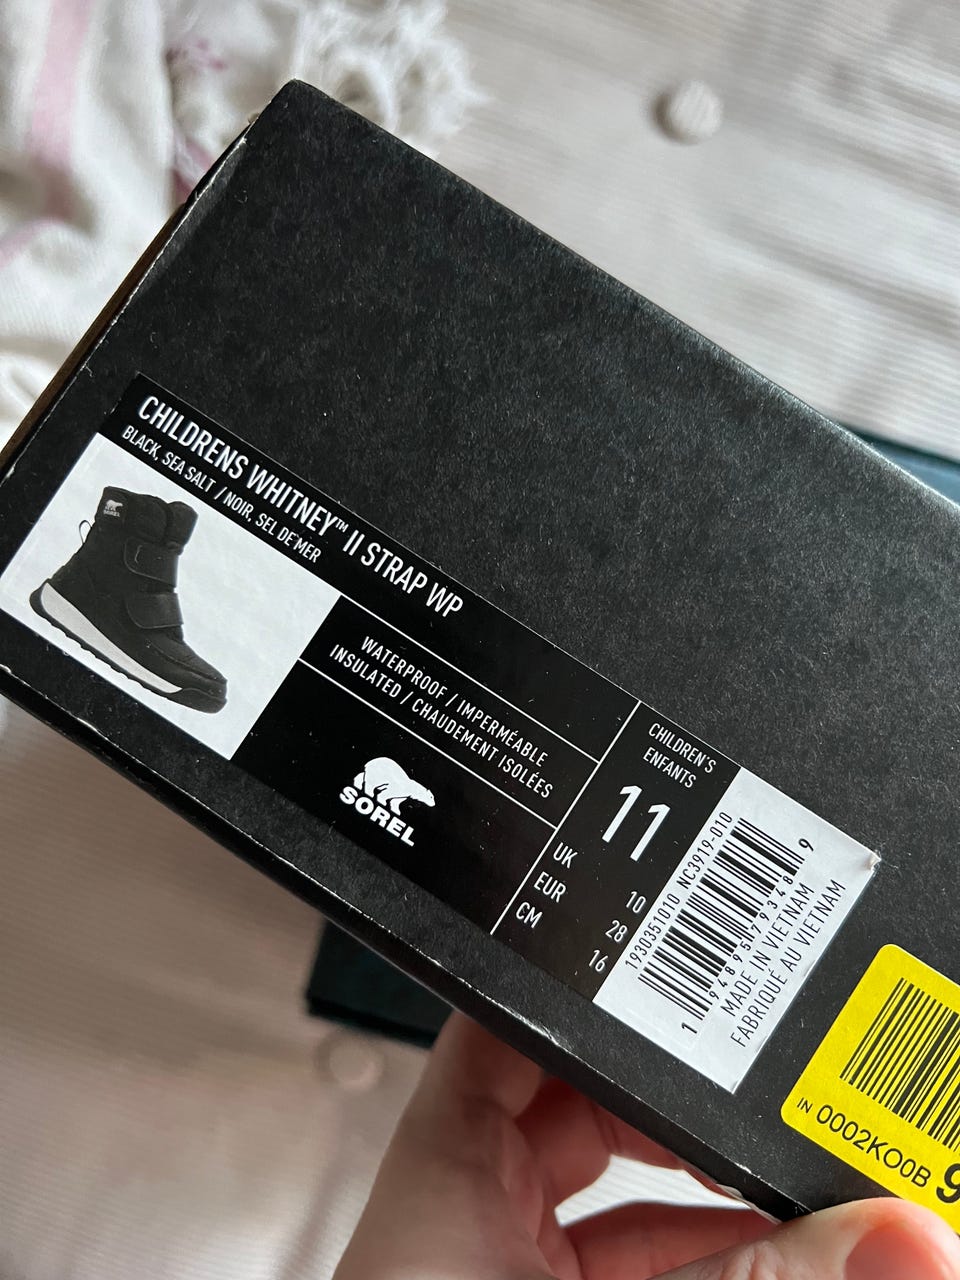 CHILDRENS WHITNEY™ II STRAP WP
BLACK, SEA SALT / NOIR, SEL DE MER
SOREL
WATERPROOF / IMPERMÉABLE
INSULATED / CHAUDEMENT ISOLÉES
SOREL
CHILDREN'S
ENFANTS
11
UK 10
EUR 28
CM 16
1930351010 NC3919-010
MADE IN VIETNAM
FABRIQUÉ AU VIETNAM
IN 0002KO0B